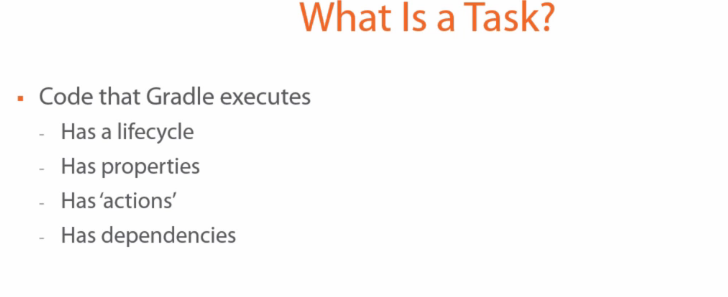 What Is a Task?
▪ Code that Gradle executes
- Has a lifecycle
- Has properties
- Has ‘actions’
- Has dependencies